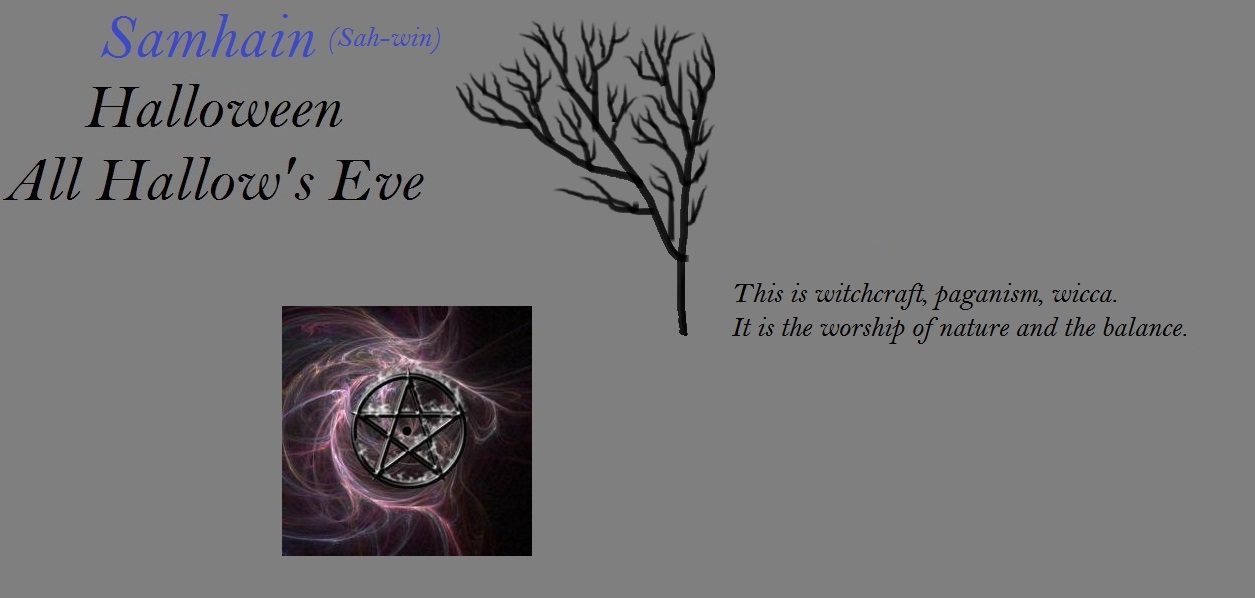 Samhain (Sah-win)
Halloween
All Hallow's Eve
This is witchcraft, paganism, wicca.
It is the worship of nature and the balance.